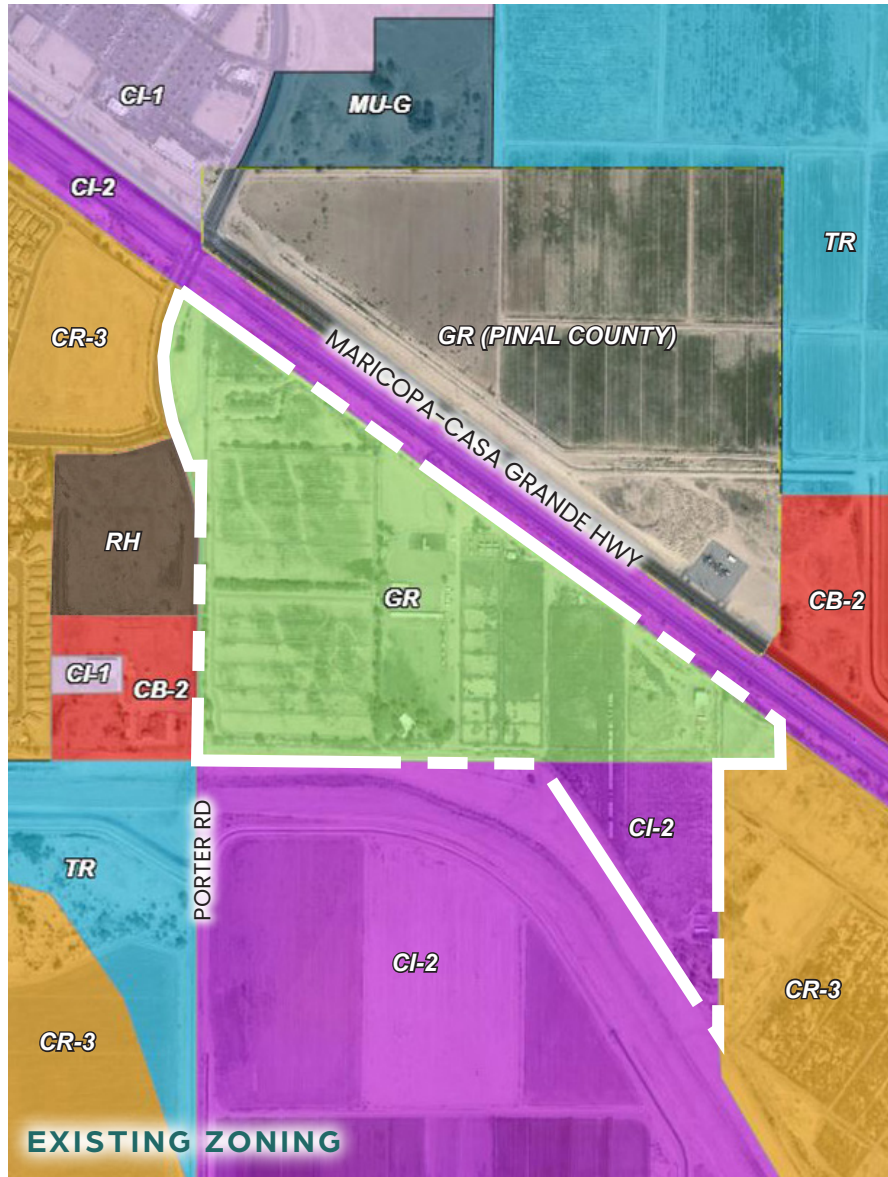 CI-1
MU-G
CI-2
TR
CR-3
GR (PINAL COUNTY)
MARICOPA-CASA GRANDE HWY
RH
GR
CB-2
CI-1
CB-2
PORTER RD
CI-2
TR
CI-2
CR-3
CR-3
EXISTING ZONING